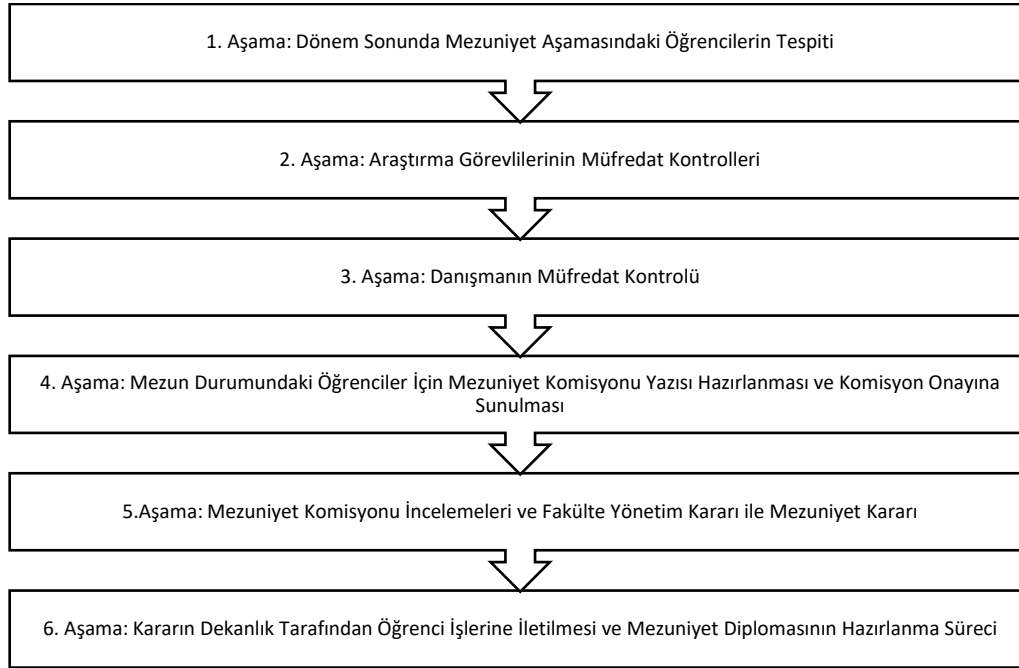 1. Aşama: Dönem Sonunda Mezuniyet Aşamasındaki Öğrencilerin Tespiti
2. Aşama: Araştırma Görevlilerinin Müfredat Kontrolleri
3. Aşama: Danışmanın Müfredat Kontrolü
4. Aşama: Mezun Durumundaki Öğrenciler İçin Mezuniyet Komisyonu Yazısı Hazırlanması ve Komisyon Onayına
Sunulması
5.Aşama: Mezuniyet Komisyonu İncelemeleri ve Fakülte Yönetim Kararı ile Mezuniyet Kararı
6. Aşama: Kararın Dekanlık Tarafından Öğrenci İşlerine İletilmesi ve Mezuniyet Diplomasının Hazırlanma Süreci